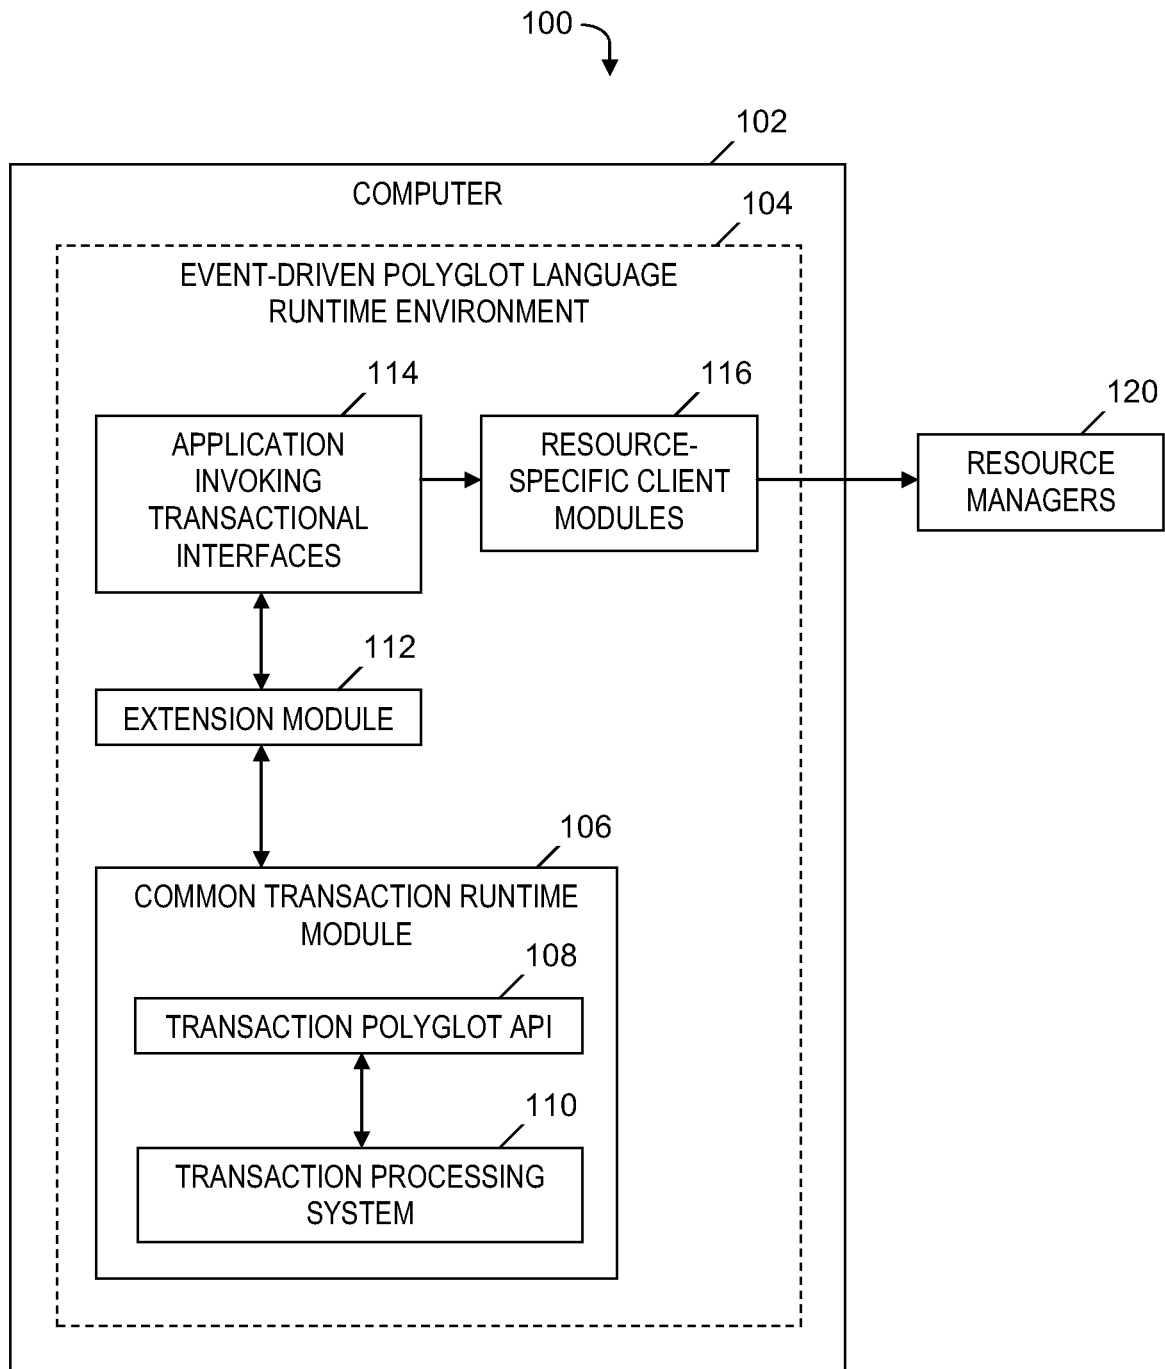 100
102
COMPUTER
104
EVENT-DRIVEN POLYGLOT LANGUAGE
RUNTIME ENVIRONMENT
114
APPLICATION
INVOKING
TRANSACTIONAL
INTERFACES
116
RESOURCE-
SPECIFIC CLIENT
MODULES
120
RESOURCE
MANAGERS
112
EXTENSION MODULE
106
COMMON TRANSACTION RUNTIME
MODULE
108
TRANSACTION POLYGLOT API
110
TRANSACTION PROCESSING
SYSTEM